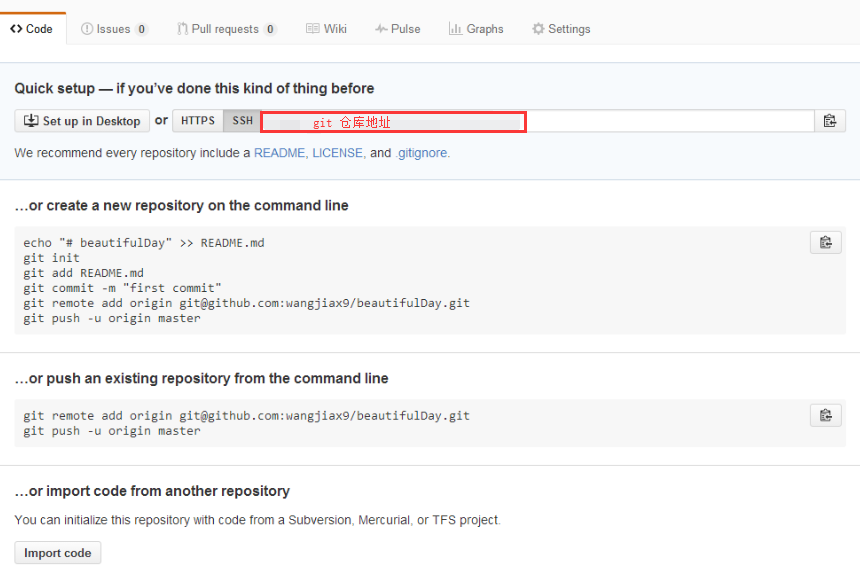 Code Issues 0 Pull requests 0 Wiki Pulse Graphs Settings
Quick setup — if you’ve done this kind of thing before
Set up in Desktop or HTTPS SSH git 仓库地址
We recommend every repository include a README, LICENSE, and .gitignore.
…or create a new repository on the command line
echo "# beautifulDay" >> README.md
git init
git add README.md
git commit -m "first commit"
git remote add origin git@github.com:wangjiax9/beautifulDay.git
git push -u origin master
…or push an existing repository from the command line
git remote add origin git@github.com:wangjiax9/beautifulDay.git
git push -u origin master
…or import code from another repository
You can initialize this repository with code from a Subversion, Mercurial, or TFS project.
Import code